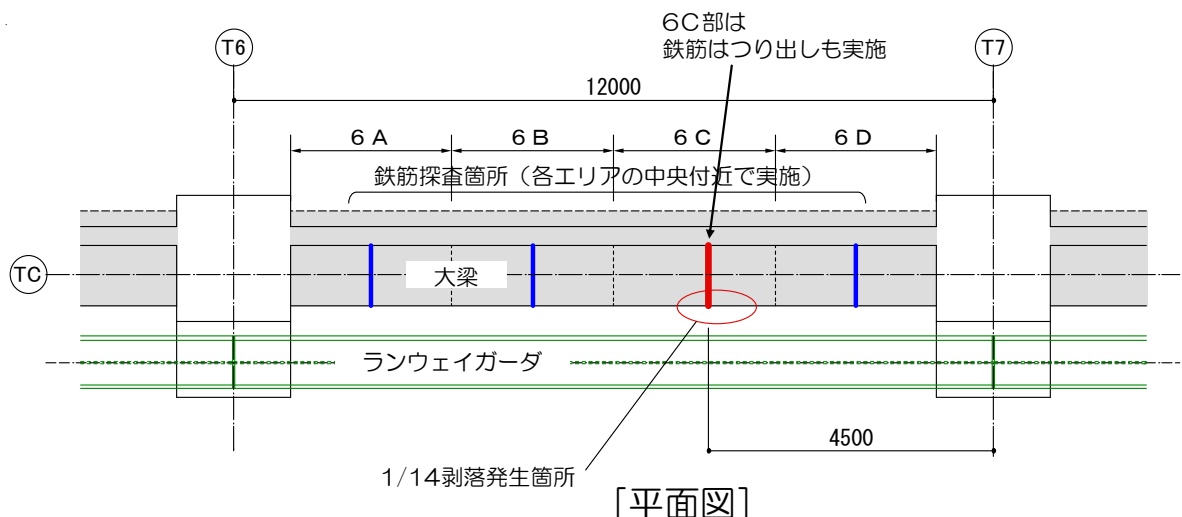 6C部は
鉄筋はつり出しも実施
T6
T7
12000
6A
6B
6C
6D
鉄筋探査箇所（各エリアの中央付近で実施）
TC
大梁
ランウェイガーダ
4500
1/14剥落発生箇所
[平面図]